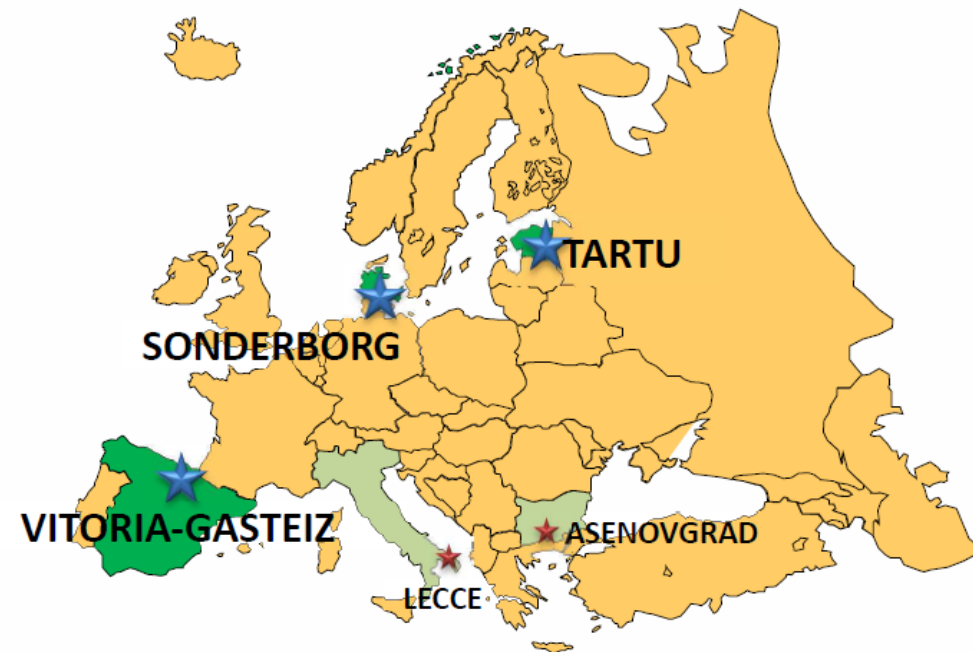 TARTU
SONDERBORG
VITORIA-GASTEIZ
ASENOVGRAD
LECCE